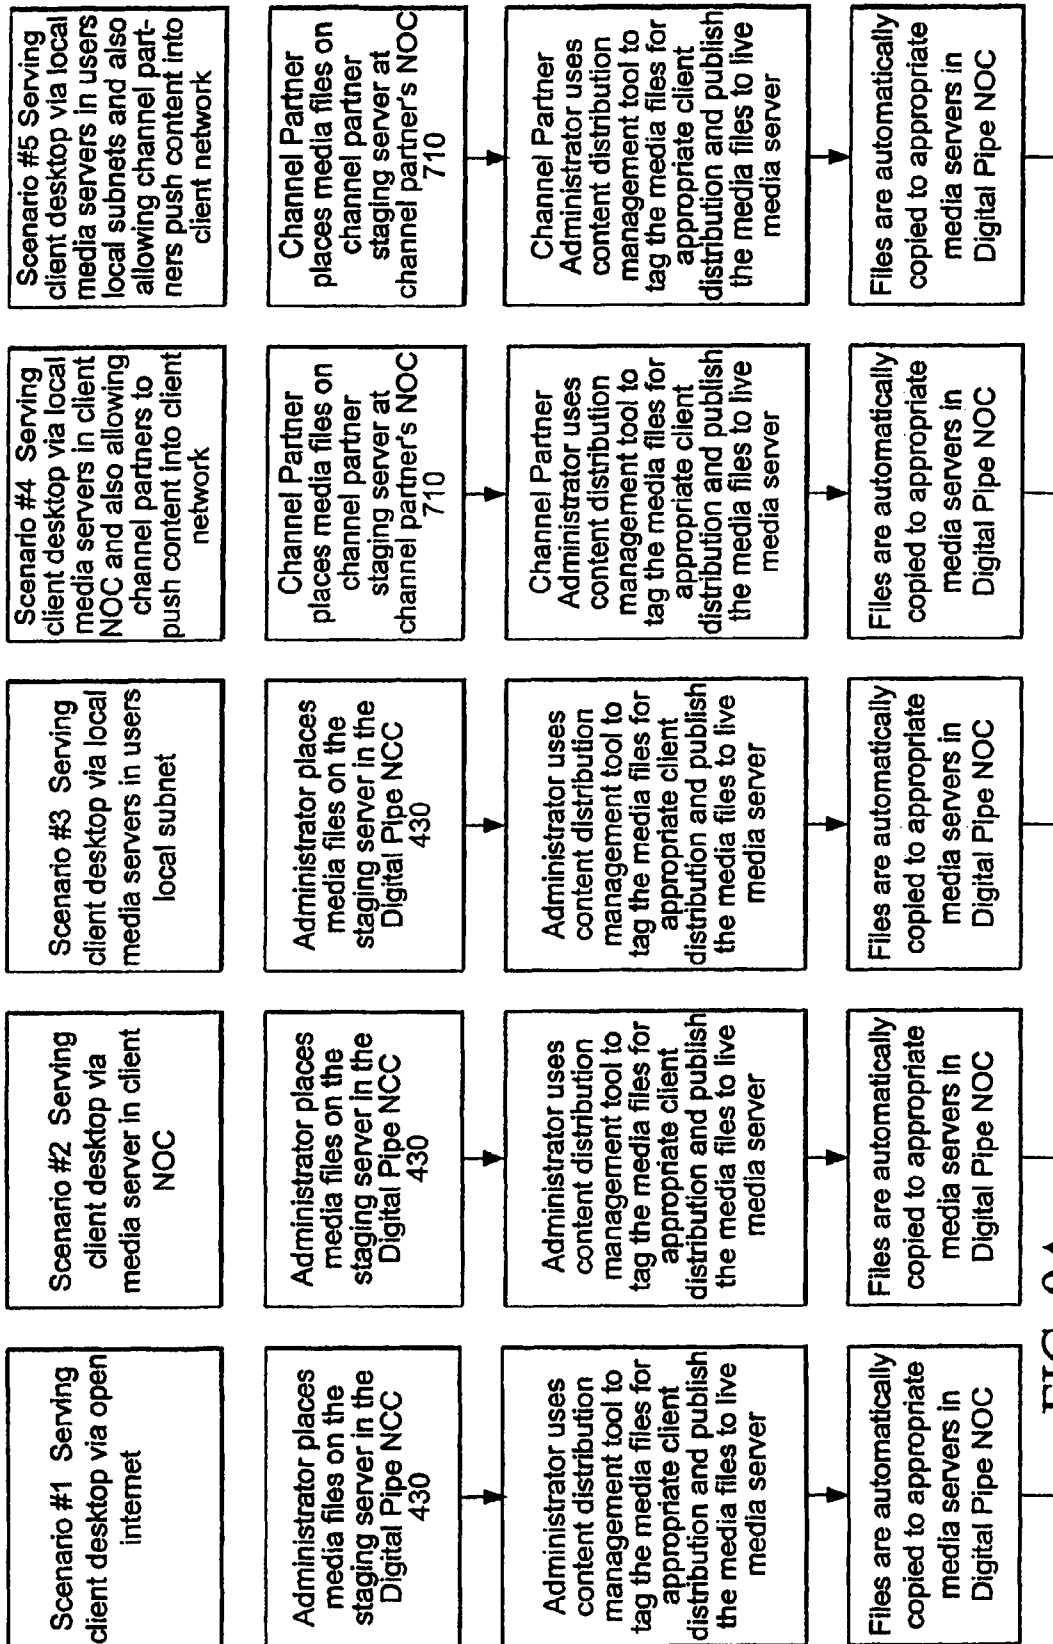 Scenario #1 Serving
client desktop via open
internet
Administrator places
media files on the
staging server in the
Digital Pipe NCC
430
Administrator uses
content distribution
management tool to
tag the media files for
appropriate client
distribution and publish
the media files to live
media server
Files are automatically
copied to appropriate
media servers in
Digital Pipe NOC
Scenario #2 Serving
client desktop via
media server in client
NOC
Administrator places
media files on the
staging server in the
Digital Pipe NCC
430
Administrator uses
content distribution
management tool to
tag the media files for
appropriate client
distribution and publish
the media files to live
media server
Files are automatically
copied to appropriate
media servers in
Digital Pipe NOC
Scenario #3 Serving
client desktop via local
media servers in users
local subnet
Administrator places
media files on the
staging server in the
Digital Pipe NCC
430
Administrator uses
content distribution
management tool to
tag the media files for
appropriate client
distribution and publish
the media files to live
media server
Files are automatically
copied to appropriate
media servers in
Digital Pipe NOC
Scenario #4 Serving
client desktop via local
media servers in client
NOC and also allowing
channel partners to
push content into client
network
Channel Partner
places media files on
channel partner
staging server at
channel partner's NOC
710
Channel Partner
Administrator uses
content distribution
management tool to
tag the media files for
appropriate client
distribution and publish
the media files to live
media server
Files are automatically
copied to appropriate
media servers in
Digital Pipe NOC
Scenario #5 Serving
client desktop via local
media servers in users
local subnets and also
allowing channel part-
ners push content into
client network
Channel Partner
places media files on
channel partner
staging server at
channel partner's NOC
710
Channel Partner
Administrator uses
content distribution
management tool to
tag the media files for
appropriate client
distribution and publish
the media files to live
media server
Files are automatically
copied to appropriate
media servers in
Digital Pipe NOC